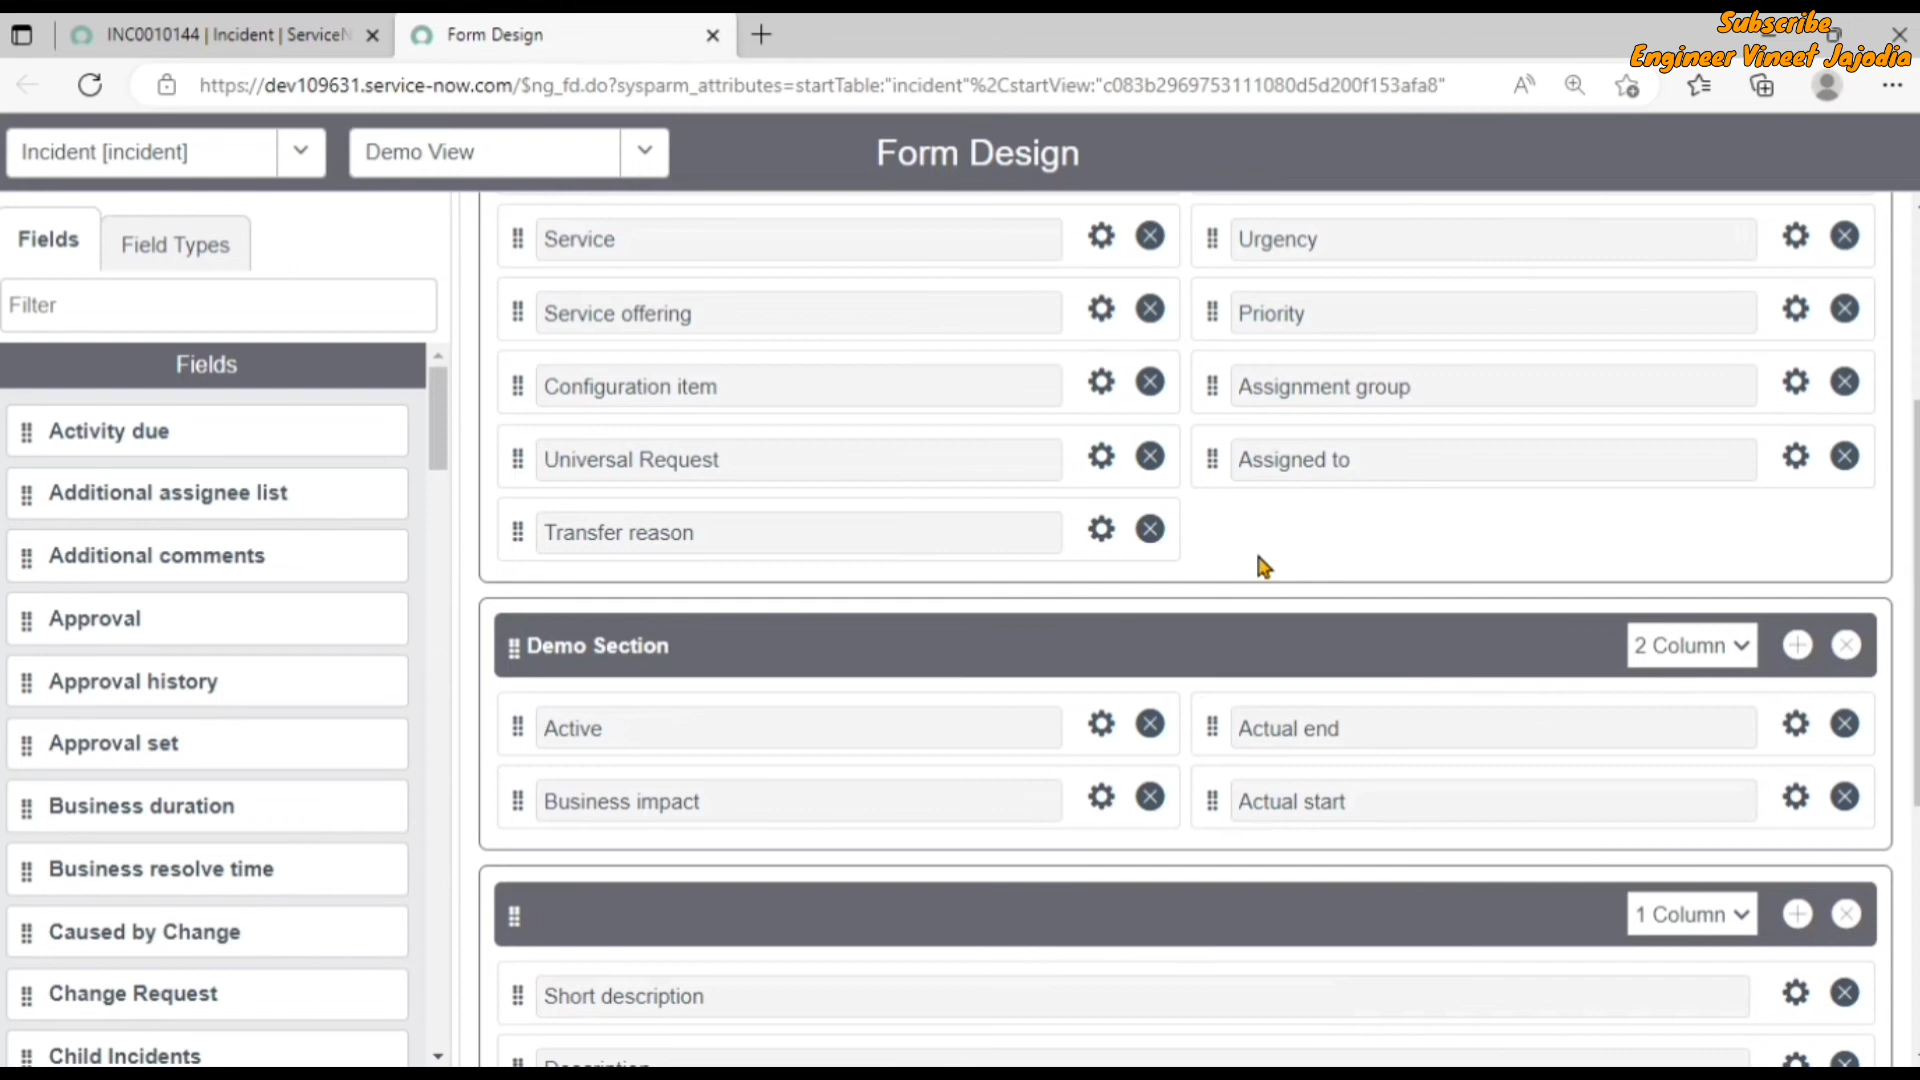 INC0010144 | Incident | ServiceN
Form Design
Subscribe
Engineer Vineet Jajodia
https://dev109631.service-now.com/$ng_fd.do?sysparm_attributes=startTable:"incident"%2CstartView:"c083b2969753111080d5d200f153afa8"
Incident [incident]
Demo View
Form Design
Fields
Field Types
Filter
Fields
Activity due
Additional assignee list
Additional comments
Approval
Approval history
Approval set
Business duration
Business resolve time
Caused by Change
Change Request
Child Incidents
Service
Urgency
Service offering
Priority
Configuration item
Assignment group
Universal Request
Assigned to
Transfer reason
Demo Section
2 Column
Active
Actual end
Business impact
Actual start
1 Column
Short description
Description